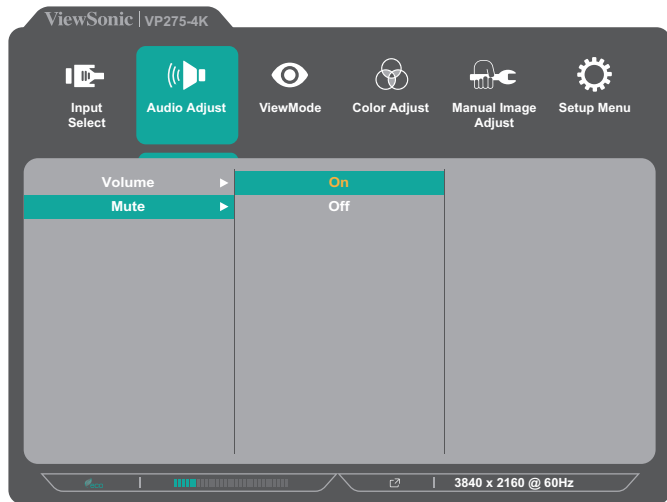 ViewSonic | VP275-4K
Input Select
Audio Adjust
ViewMode
Color Adjust
Manual Image Adjust
Setup Menu
Volume
On
Mute
Off
eco
3840 x 2160 @ 60Hz